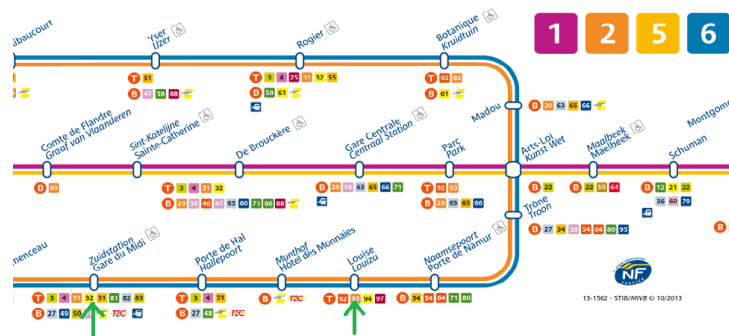 ibaucourt
Yser
IJzer
Rogier
Botanique
Kruidtuin
1 2 5 6
T 51
B 47 58 88
T 3 4 25 31 32 55
B 58 61
T 92 93
B 61
Madou
B 29 63 65 66
Comte de Flandre
Graaf van Vlaanderen
Sint-Katelijne
Sainte-Catherine
De Brouckère
Gare Centrale
Centraal Station
Parc
Park
Arts-Loi
Kunst-Wet
Maalbeek
Maelbeek
Schuman
Montgome
B 89
T 3 4 31 32
B 29 38 46 47 63 66 71 86 88
B 29 38 63 65 66 71
T 92 93
B 29 63 65 66
B 22
B 22 59 64
B 12 21 22
36 60 79
B
Trône
Troon
B 27 34 38 54 64 80 95
menceau
Zuidstation
Gare du Midi
Porte de Hal
Hallepoort
Munthof
Hôtel des Monnaies
Louise
Louiza
Naamsepoort
Porte de Namur
T 3 4 31 32 51 81 82 83
B 27 49 50 TEC
T 3 4 51
B 27 48 TEC
B TEC
T 92 93 94 97
B 34 54 64 71 80
NF
SERVICE
13-1562 - STIB/MIVB © 10/2013